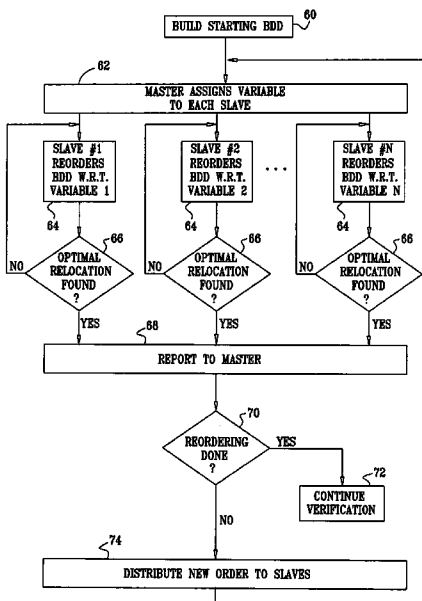 BUILD STARTING BDD
60
62
MASTER ASSIGNS VARIABLE
TO EACH SLAVE
SLAVE #1
REORDERS
BDD W.R.T.
VARIABLE 1
64
SLAVE #2
REORDERS
BDD W.R.T.
VARIABLE 2
64
...
SLAVE #N
REORDERS
BDD W.R.T.
VARIABLE N
64
66
OPTIMAL
RELOCATION
FOUND
?
NO
YES
66
OPTIMAL
RELOCATION
FOUND
?
NO
YES
66
OPTIMAL
RELOCATION
FOUND
?
NO
YES
68
REPORT TO MASTER
70
REORDERING
DONE
?
YES
72
CONTINUE
VERIFICATION
NO
74
DISTRIBUTE NEW ORDER TO SLAVES